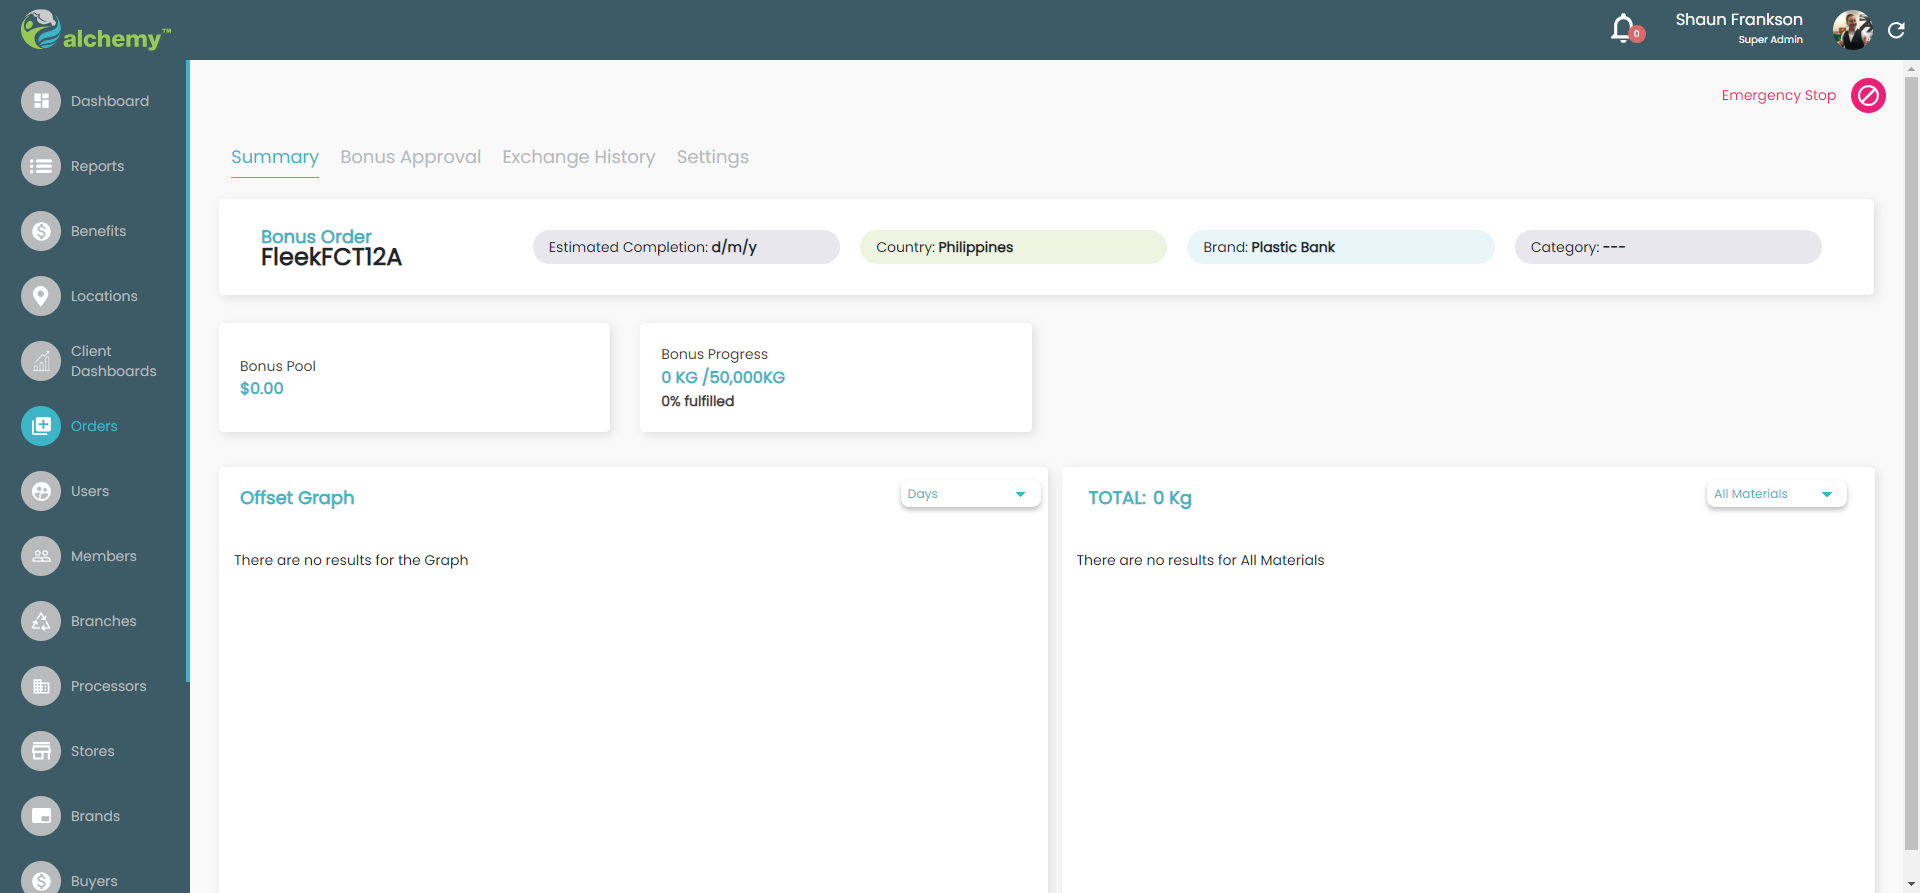 alchemy™
0
Shaun Frankson
Super Admin
Dashboard
Reports
Benefits
Locations
Client
Dashboards
Orders
Users
Members
Branches
Processors
Stores
Brands
Buyers
Emergency Stop
Summary Bonus Approval Exchange History Settings
Bonus Order
FleekFCT12A
Estimated Completion: d/m/y
Country: Philippines
Brand: Plastic Bank
Category: ---
Bonus Pool
$0.00
Bonus Progress
0 KG /50,000KG
0% fulfilled
Offset Graph
Days
There are no results for the Graph
TOTAL: 0 Kg
All Materials
There are no results for All Materials